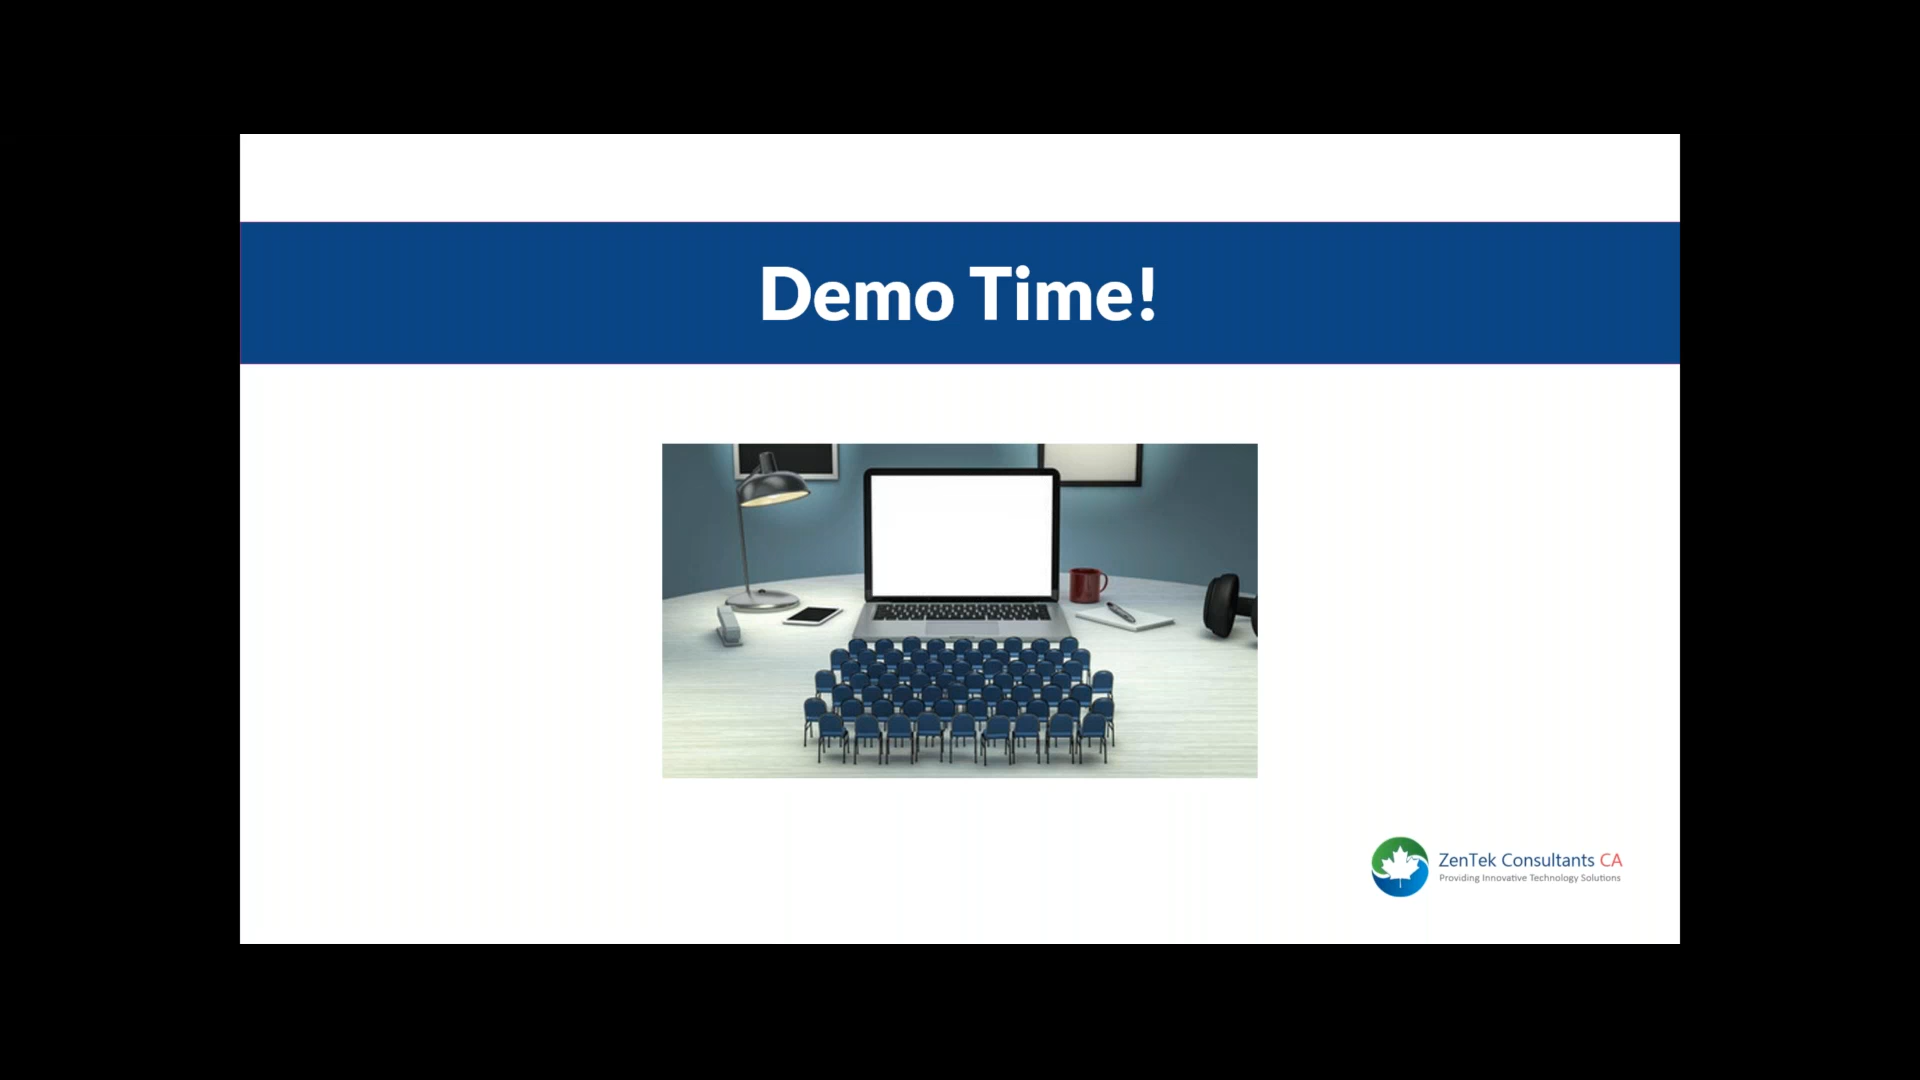 Demo Time!
ZenTek Consultants CA
Providing Innovative Technology Solutions